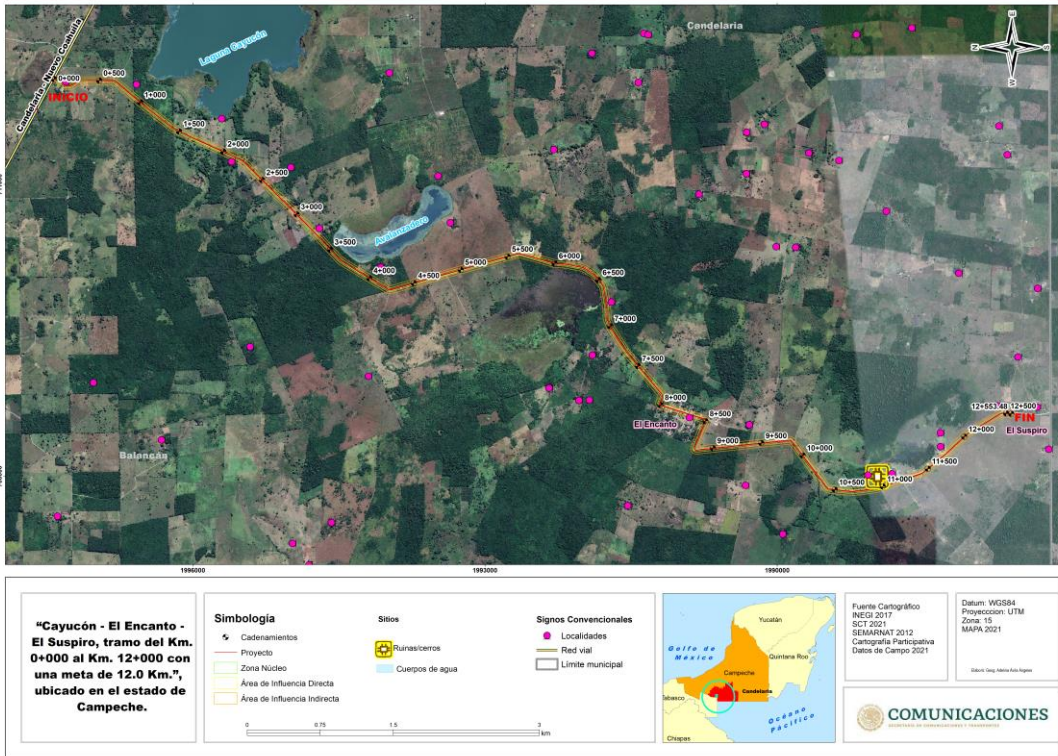 Candelaria
Laguna Cayucón
Candelaria - Nuevo Coahuila
N
E
S
W
0+000
INICIO
0+500
1+000
1+500
2+000
2+500
3+000
3+500
Avalanzadero
4+000
4+500
5+000
5+500
6+000
6+500
7+000
7+500
8+000
El Encanto
8+500
9+000
9+500
10+000
10+500
11+000
11+500
12+000
12+553.48
12+500
FIN
El Suspiro
Balancán
1996000
1993000
1990000
“Cayucón - El Encanto -
El Suspiro, tramo del Km.
0+000 al Km. 12+000 con
una meta de 12.0 Km.”,
ubicado en el estado de
Campeche.
Simbología
Cadenamientos
Proyecto
Zona Núcleo
Área de Influencia Directa
Área de Influencia Indirecta
Sitios
Ruinas/cerros
Cuerpos de agua
Signos Convencionales
Localidades
Red vial
Límite municipal
0
0.75
1.5
3
km
Golfo de
México
Yucatán
Quintana Roo
Campeche
Candelaria
Tabasco
Océano
Pácífico
Chiapas
Fuente Cartográfico
INEGI 2017
SCT 2021
SEMARNAT 2012
Cartografía Participativa
Datos de Campo 2021
Datum: WGS84
Proyecccion: UTM
Zona: 15
MAPA 2021
COMUNICACIONES
SECRETARÍA DE COMUNICACIONES Y TRANSPORTES